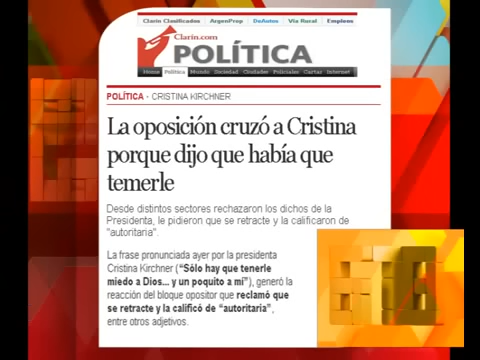 Clarín Clasificados ArgenProp DeAutos Vía Rural Empleos
Clarín.com
POLÍTICA
Home Política Mundo Sociedad Ciudades Policiales Cartas Internet
POLÍTICA - CRISTINA KIRCHNER
La oposición cruzó a Cristina
porque dijo que había que
temerle
Desde distintos sectores rechazaron los dichos de la
Presidenta, le pidieron que se retracte y la calificaron de
"autoritaria".
La frase pronunciada ayer por la presidenta
Cristina Kirchner ("Sólo hay que tenerle
miedo a Dios... y un poquito a mí"), generó la
reacción del bloque opositor que reclamó que
se retracte y la calificó de "autoritaria",
entre otros adjetivos.